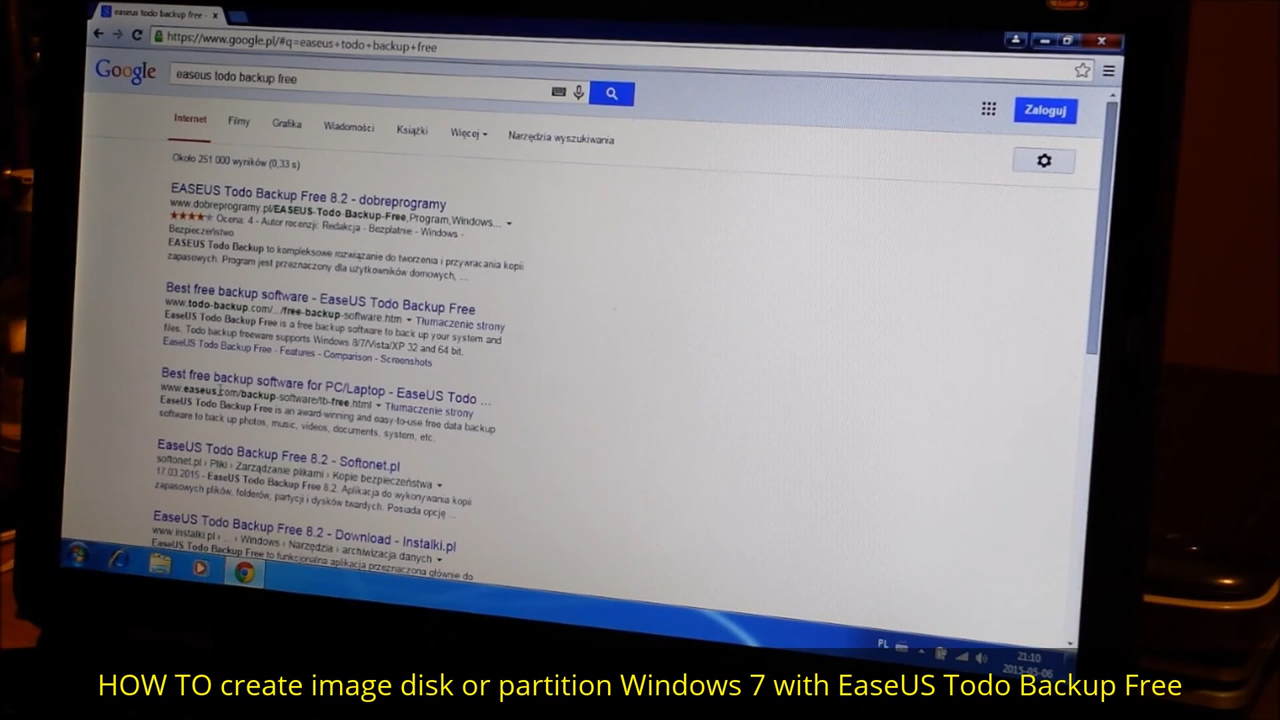 easeus todo backup free -
https://www.google.pl/#q=easeus+todo+backup+free
Google
easeus todo backup free
Zaloguj
Internet Filmy Grafika Wiadomości Książki Więcej Narzędzia wyszukiwania
Około 251 000 wyników (0,33 s)
EASEUS Todo Backup Free 8.2 - dobreprogramy
www.dobreprogramy.pl/EASEUS-Todo-Backup-Free,Program,Windows...
Ocena: 4 - Autor recenzji: Redakcja - Bezpłatnie - Windows -
Bezpieczeństwo
EASEUS Todo Backup to kompleksowe rozwiązanie do tworzenia i przywracania kopii
zapasowych. Program jest przeznaczony dla użytkowników domowych, ...
Best free backup software - EaseUS Todo Backup Free
www.todo-backup.com/.../free-backup-software.htm Tłumaczenie strony
EaseUS Todo Backup Free is a free backup software to back up your system and
files. Todo backup freeware supports Windows 8/7/Vista/XP 32 and 64 bit.
EaseUS Todo Backup Free - Features - Comparison - Screenshots
Best free backup software for PC/Laptop - EaseUS Todo ...
www.easeus.com/backup-software/tb-free.html Tłumaczenie strony
EaseUS Todo Backup Free is an award-winning and easy-to-use free data backup
software to back up photos, music, videos, documents, system, etc.
EaseUS Todo Backup Free 8.2 - Softonet.pl
softonet.pl › Pliki › Zarządzanie plikami › Kopie bezpieczeństwa
17.03.2015 - EaseUS Todo Backup Free 8.2. Aplikacja do wykonywania kopii
zapasowych plików, folderów, partycji i dysków twardych. Posiada opcję ...
EaseUS Todo Backup Free 8.2 - Download - Instalki.pl
www.instalki.pl › ... › Windows › Narzędzia › archiwizacja danych
EaseUS Todo Backup Free to funkcjonalna aplikacja przeznaczona głównie do
PL
21:10
2015-05-06
HOW TO create image disk or partition Windows 7 with EaseUS Todo Backup Free